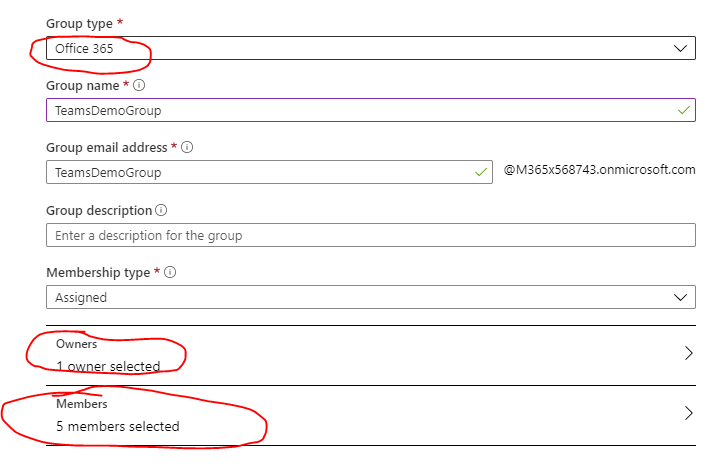 Group type *
Office 365
Group name *
TeamsDemoGroup
Group email address *
TeamsDemoGroup @M365x568743.onmicrosoft.com
Group description
Enter a description for the group
Membership type *
Assigned
Owners
1 owner selected
Members
5 members selected